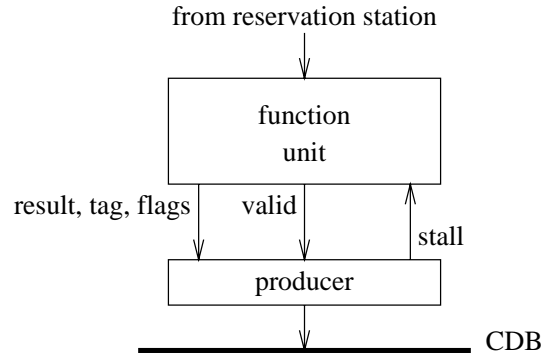 from reservation station
function
unit
result, tag, flags
valid
stall
producer
CDB